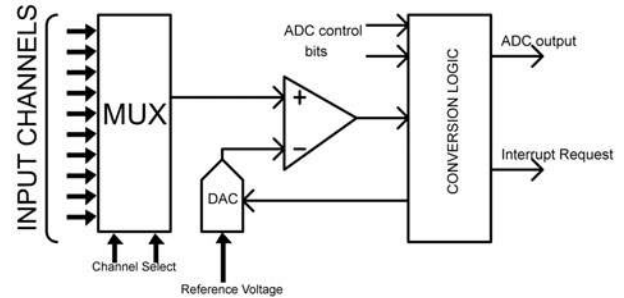 INPUT CHANNELS
MUX
Channel Select
+
−
DAC
Reference Voltage
ADC control
bits
CONVERSION LOGIC
ADC output
Interrupt Request